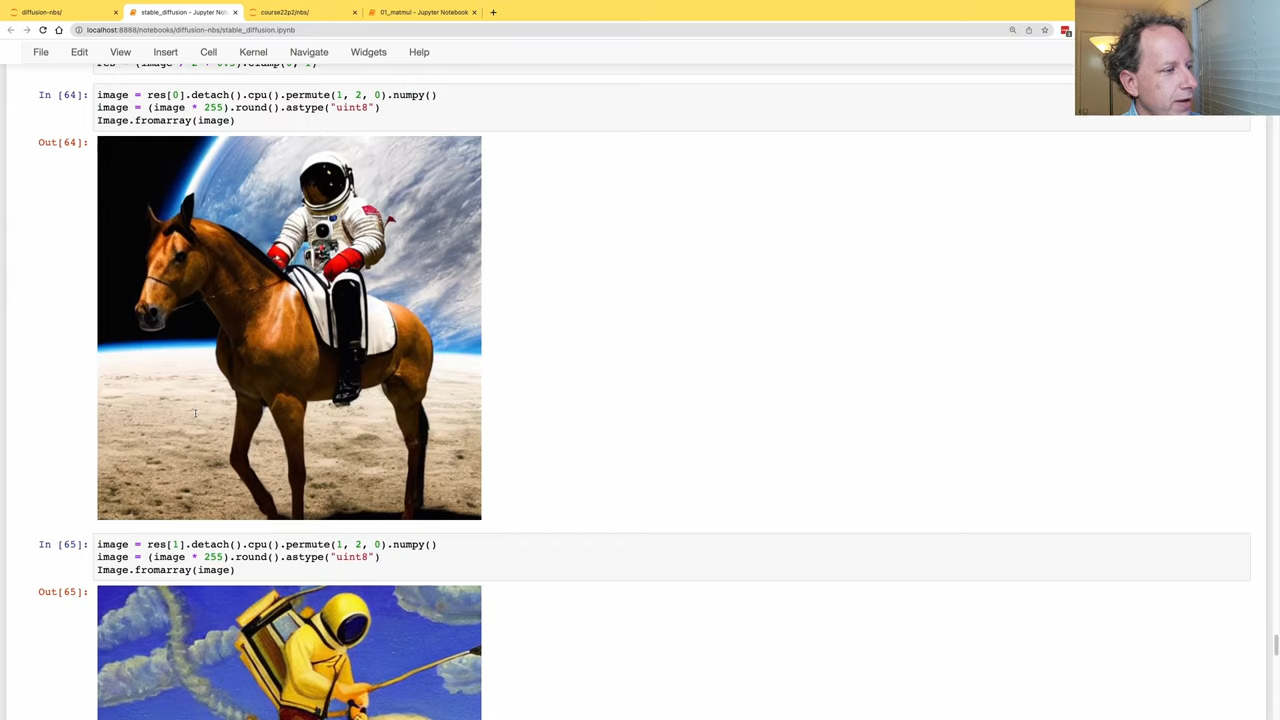 diffusion-nbs/
stable_diffusion - Jupyter Not
course22p2/nbs/
01_matmul - Jupyter Notebook
localhost:8888/notebooks/diffusion-nbs/stable_diffusion.ipynb
File Edit View Insert Cell Kernel Navigate Widgets Help
In [64]:
image = res[0].detach().cpu().permute(1, 2, 0).numpy()
image = (image * 255).round().astype("uint8")
Image.fromarray(image)
Out[64]:
In [65]:
image = res[1].detach().cpu().permute(1, 2, 0).numpy()
image = (image * 255).round().astype("uint8")
Image.fromarray(image)
Out[65]: